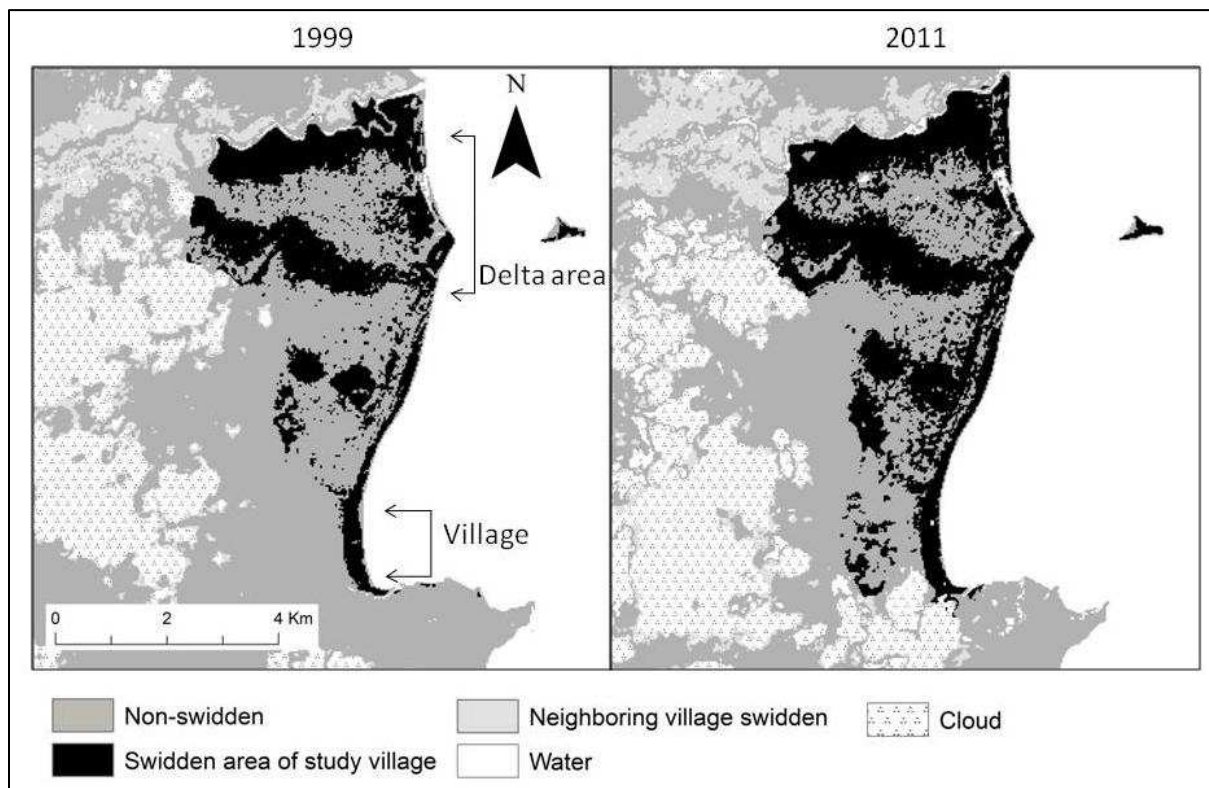 1999
2011
N
Delta area
Village
0 2 4 Km
Non-swidden
Neighboring village swidden
Cloud
Swidden area of study village
Water